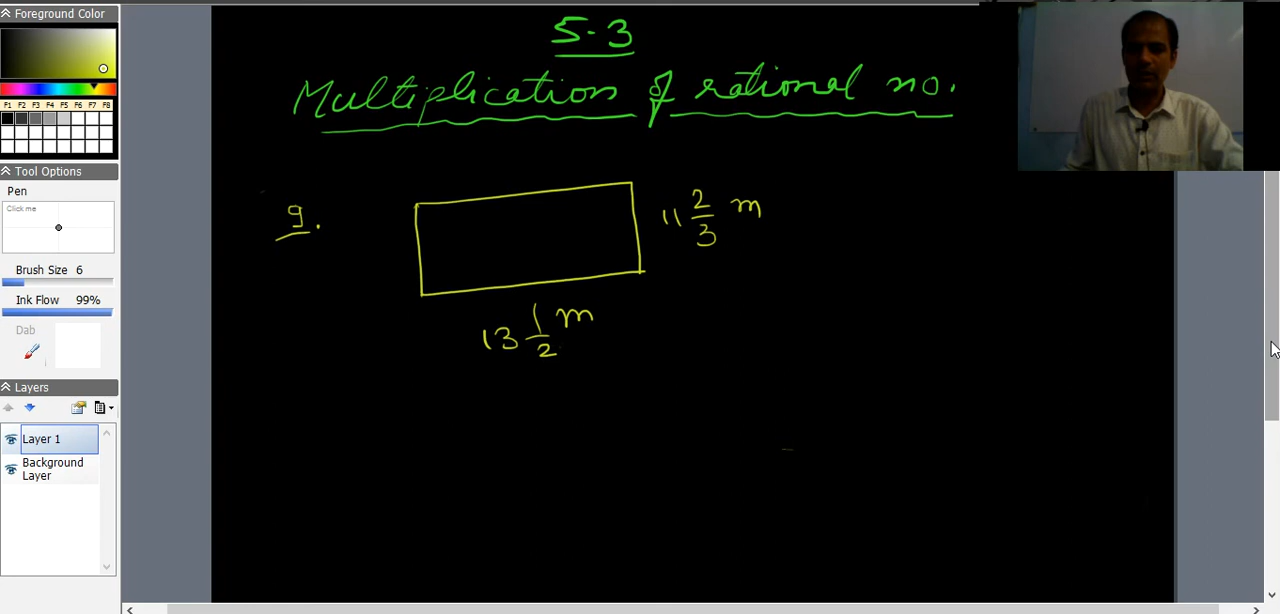 Foreground Color
F1 F2 F3 F4 F5 F6 F7 F8
Tool Options
Pen
Click me
Brush Size 6
Ink Flow 99%
Dab
Layers
Layer 1
Background
Layer
5-3
Multiplication of rational no.
9.
11 2/3 m
13 1/2 m